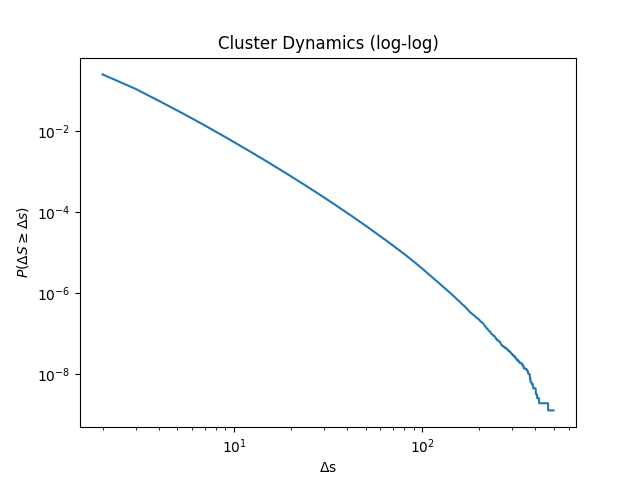 Cluster Dynamics (log-log)
P(ΔS ≥ Δs)
10⁻²
10⁻⁴
10⁻⁶
10⁻⁸
10¹ 10²
Δs